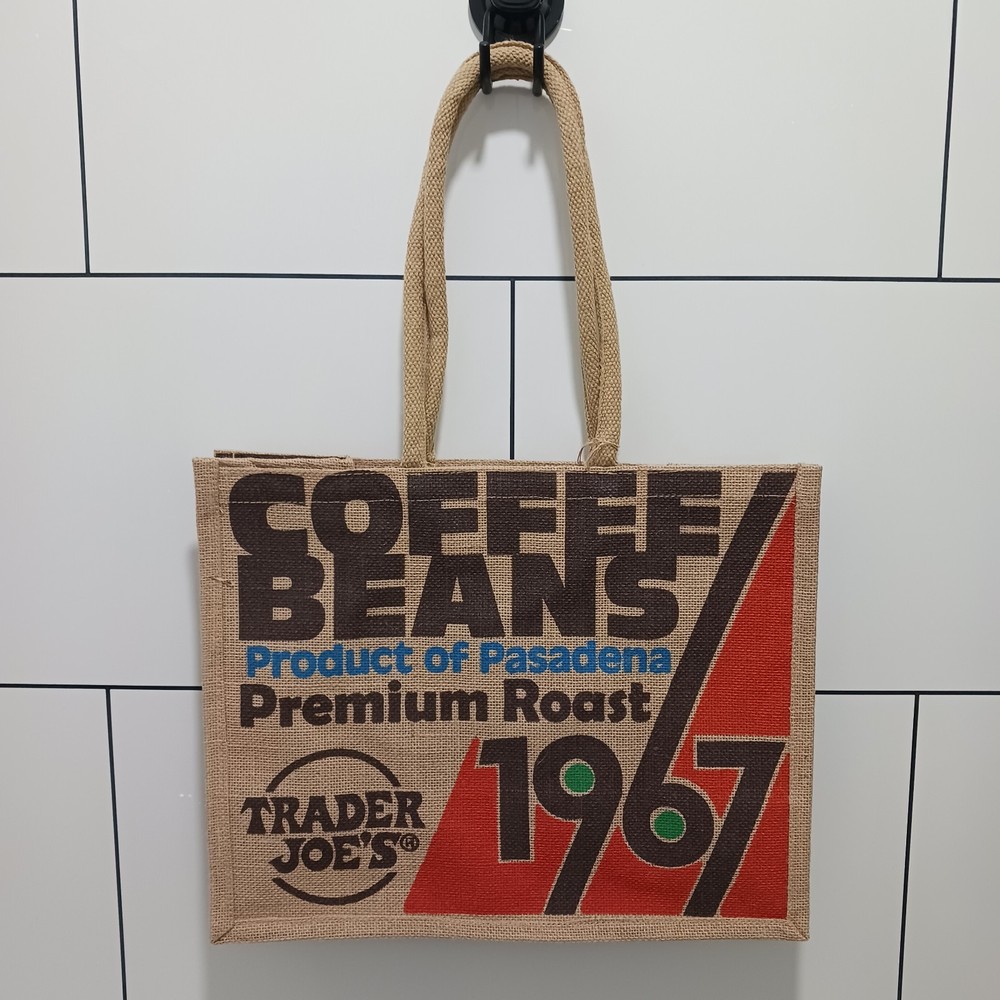 COFFEE
BEANS
Product of Pasadena
Premium Roast
1967
TRADER
JOE'S®